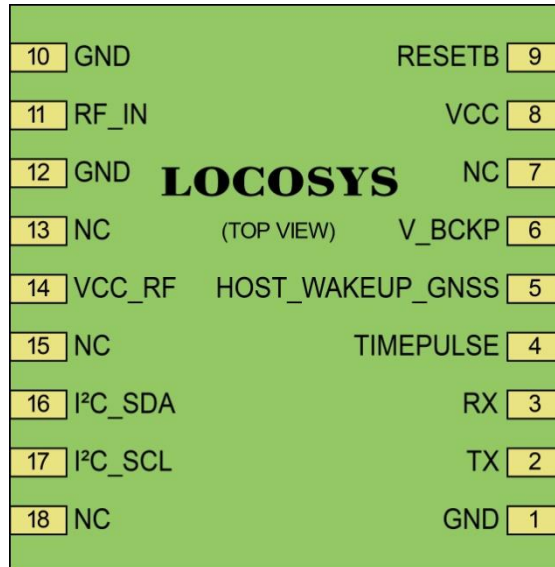 10 GND RESETB 9
11 RF_IN VCC 8
12 GND NC 7
LOCOSYS
13 NC (TOP VIEW) V_BCKP 6
14 VCC_RF HOST_WAKEUP_GNSS 5
15 NC TIMEPULSE 4
16 I²C_SDA RX 3
17 I²C_SCL TX 2
18 NC GND 1